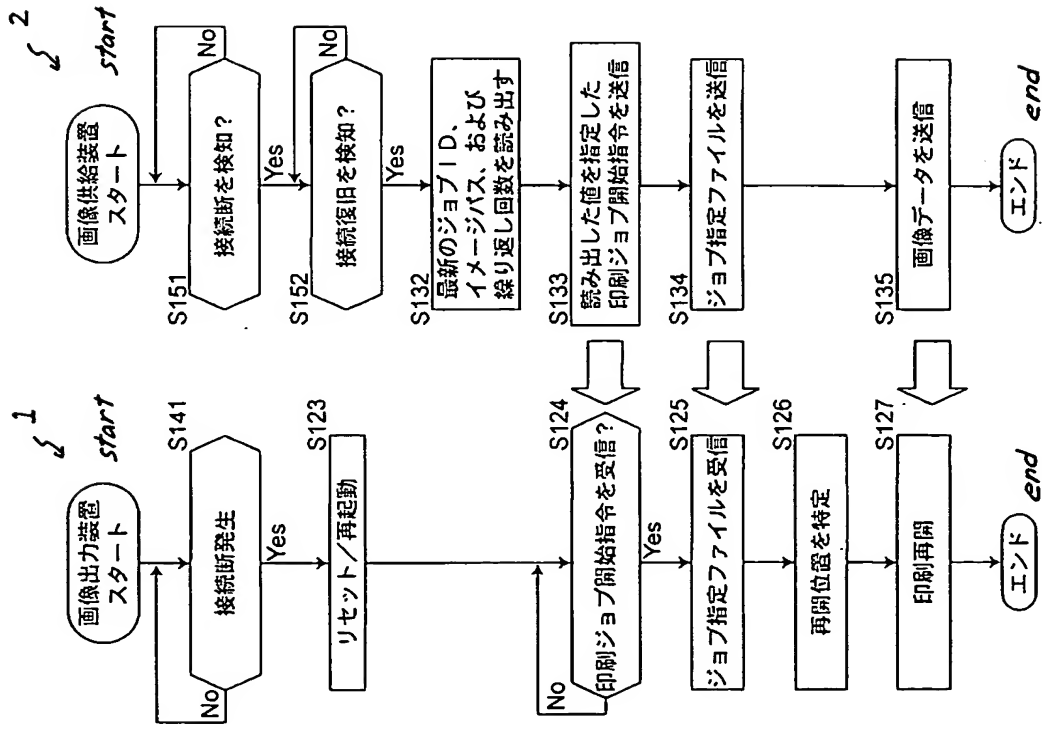 1
start
画像出力装置
スタート
S141
接続断発生
No
Yes
S123
リセット／再起動
S124
印刷ジョブ開始指令を受信?
No
Yes
S125
ジョブ指定ファイルを受信
S126
再開位置を特定
S127
印刷再開
エンド
end
2
start
画像供給装置
スタート
S151
接続断を検知?
No
Yes
S152
接続復旧を検知?
No
Yes
S132
最新のジョブID、
イメージパス、および
繰り返し回数を読み出す
S133
読み出した値を指定した
印刷ジョブ開始指令を送信
S134
ジョブ指定ファイルを送信
S135
画像データを送信
エンド
end